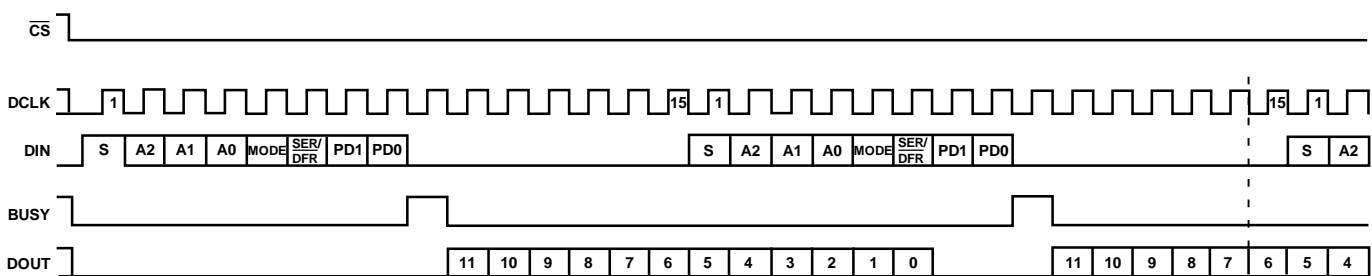 CS
DCLK 1 15 1 15 1
DIN S A2 A1 A0 MODE SER/DFR PD1 PD0 S A2 A1 A0 MODE SER/DFR PD1 PD0 S A2
BUSY
DOUT 11 10 9 8 7 6 5 4 3 2 1 0 11 10 9 8 7 6 5 4